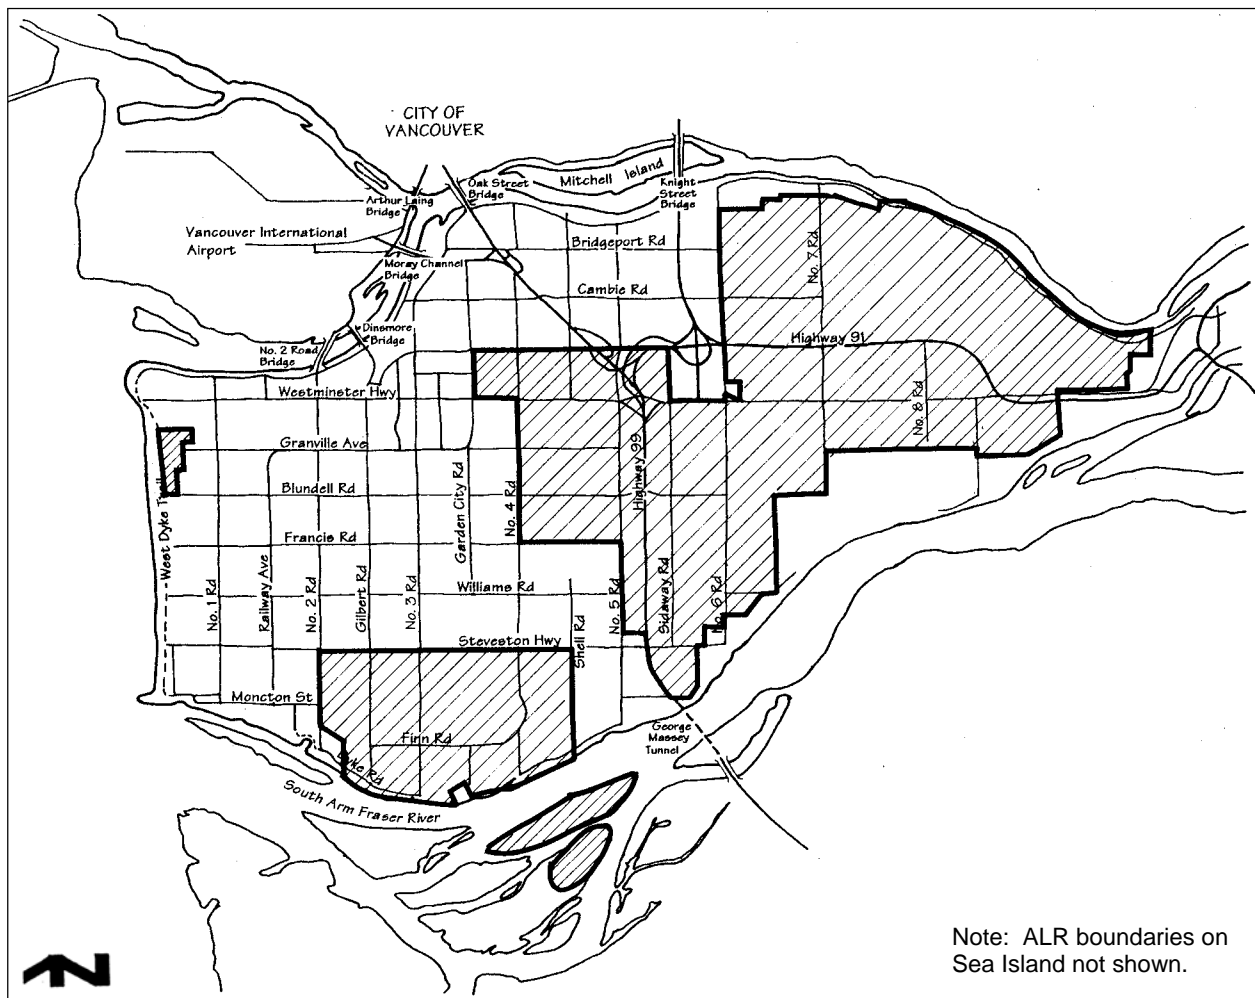 CITY OF
VANCOUVER
Mitchell Island
Oak Street
Bridge
Knight
Street
Bridge
Arthur Laing
Bridge
Vancouver International
Airport
Bridgeport Rd
No. 7 Rd
Moray Channel
Bridge
Cambie Rd
Dinsmore
Bridge
Highway 91
No. 2 Road
Bridge
Westminster Hwy
No. 8 Rd
Granville Ave
Highway 99
Garden City Rd
Blundell Rd
No. 4 Rd
West Dyke Trail
Francis Rd
Williams Rd
No. 1 Rd
Railway Ave
No. 2 Rd
Gilbert Rd
No. 3 Rd
No. 5 Rd
Sidaway Rd
No. 6 Rd
Shell Rd
Steveston Hwy
Moncton St
Finn Rd
George
Massey
Tunnel
Dyke Rd
South Arm Fraser River
Note: ALR boundaries on
Sea Island not shown.
N